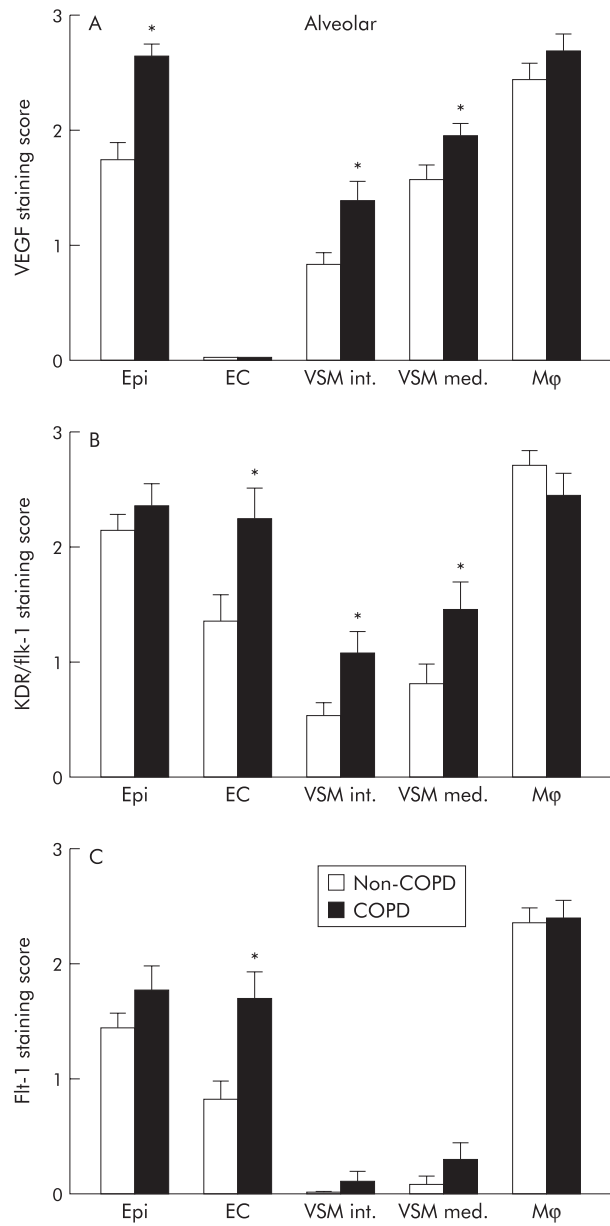 A
Alveolar
VEGF staining score
3
2
1
0
*
*
*
Epi
EC
VSM int.
VSM med.
Mφ
B
KDR/flk-1 staining score
3
2
1
0
*
*
*
Epi
EC
VSM int.
VSM med.
Mφ
C
Flt-1 staining score
3
2
1
0
Non-COPD
COPD
*
Epi
EC
VSM int.
VSM med.
Mφ